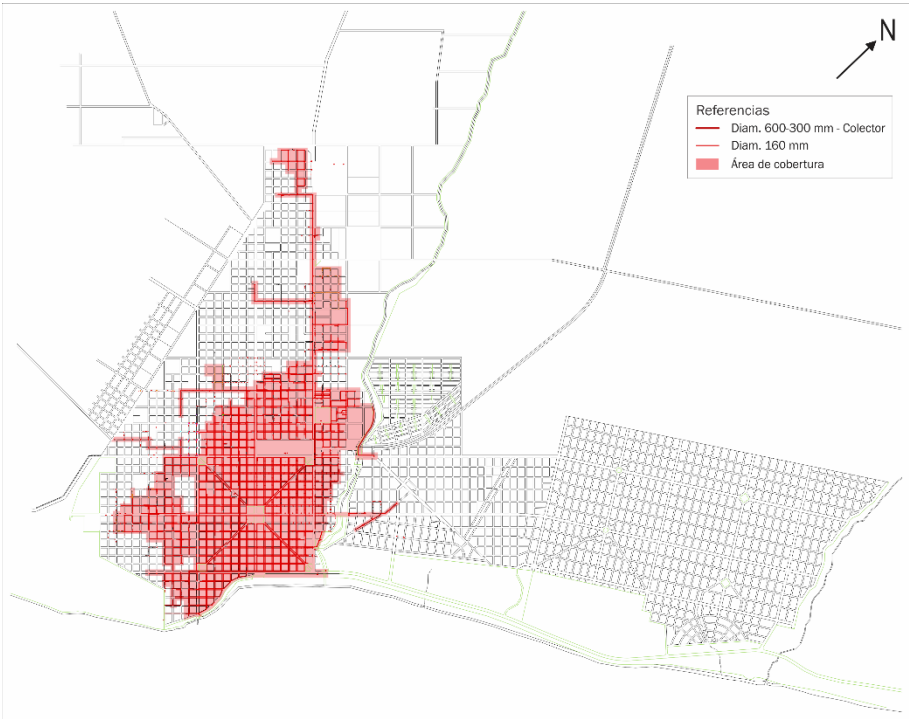 N
Referencias
Diam. 600-300 mm - Colector
Diam. 160 mm
Área de cobertura